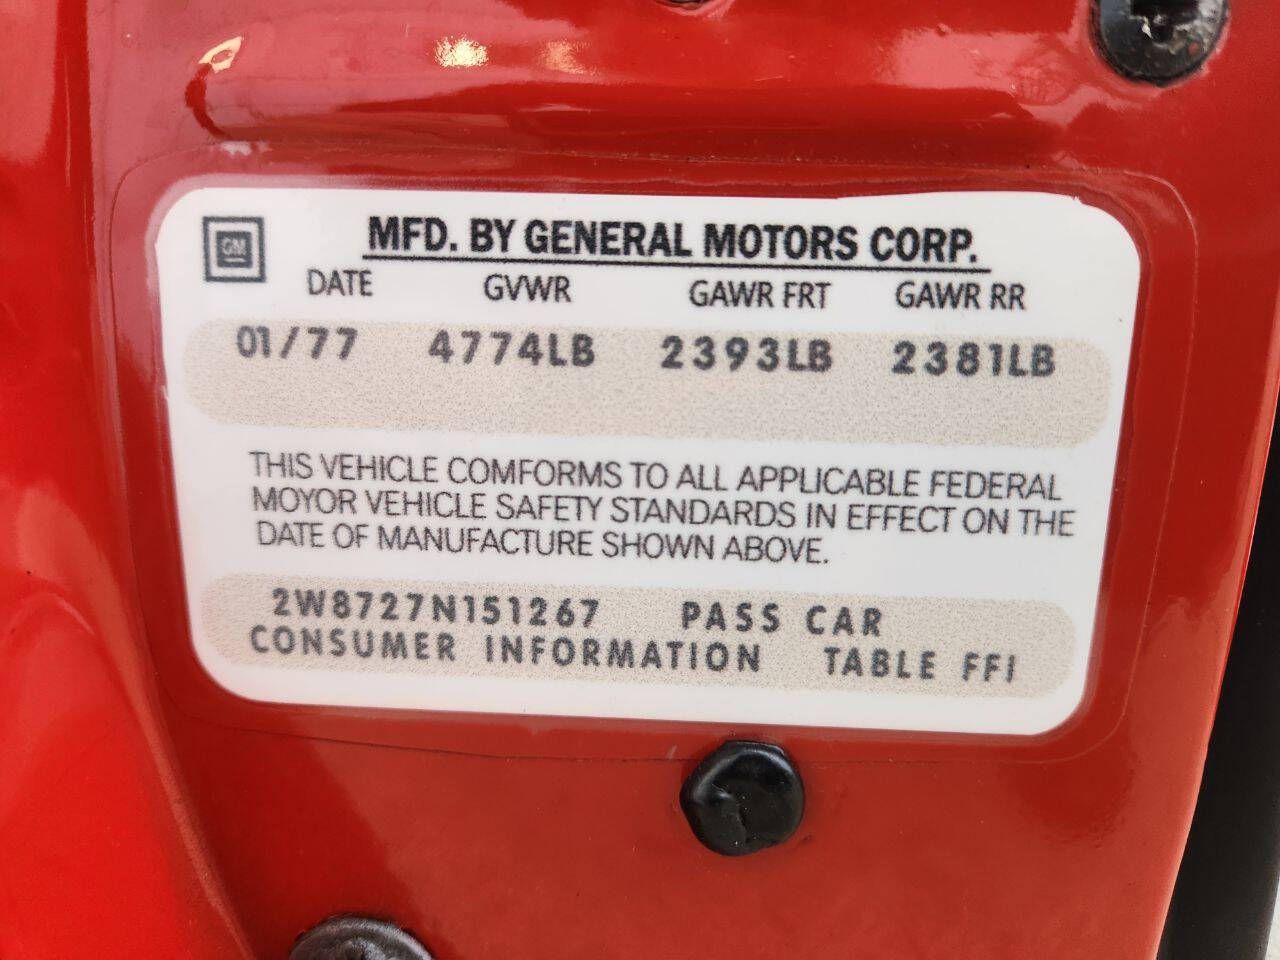 GM
MFD. BY GENERAL MOTORS CORP.
DATE GVWR GAWR FRT GAWR RR
01/77 4774LB 2393LB 2381LB
THIS VEHICLE COMFORMS TO ALL APPLICABLE FEDERAL
MOYOR VEHICLE SAFETY STANDARDS IN EFFECT ON THE
DATE OF MANUFACTURE SHOWN ABOVE.
2W8727N151267 PASS CAR
CONSUMER INFORMATION TABLE FFI